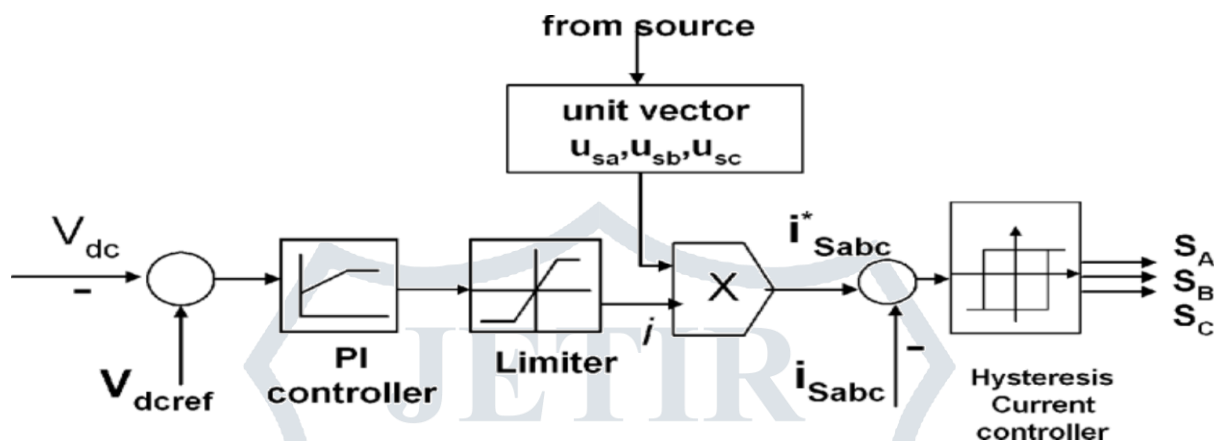 from source
unit vector
u_sa,u_sb,u_sc
V_dc
-
V_dcref
PI
controller
Limiter
i
X
i*_Sabc
-
i_Sabc
Hysteresis
Current
controller
S_A
S_B
S_C
JETIR